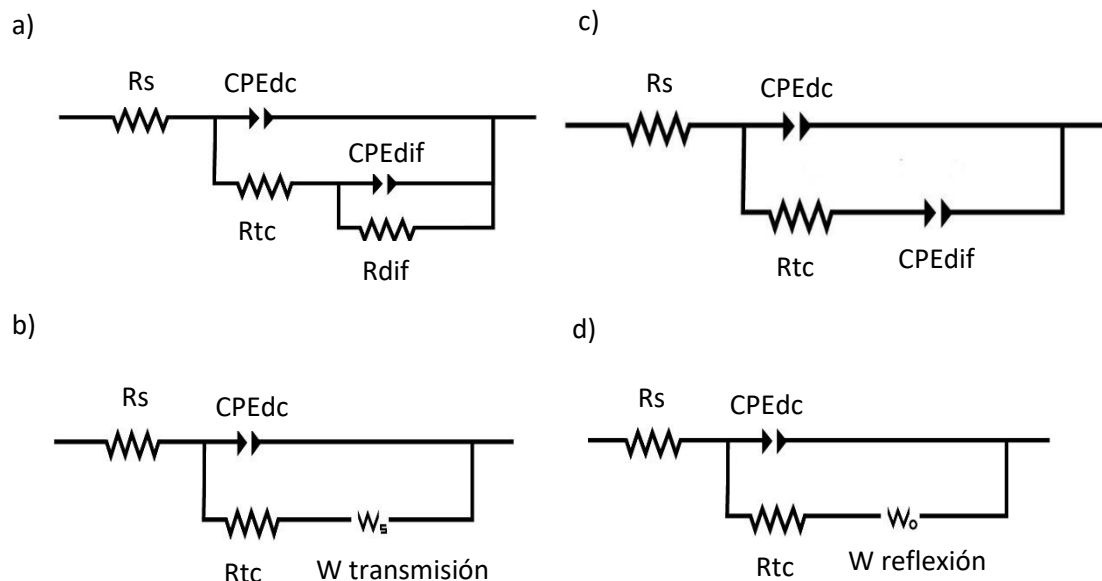 a)
Rs
CPEdc
CPEdif
Rtc
Rdif
c)
Rs
CPEdc
Rtc
CPEdif
b)
Rs
CPEdc
Ws
Rtc
W transmisión
d)
Rs
CPEdc
Wo
Rtc
W reflexión